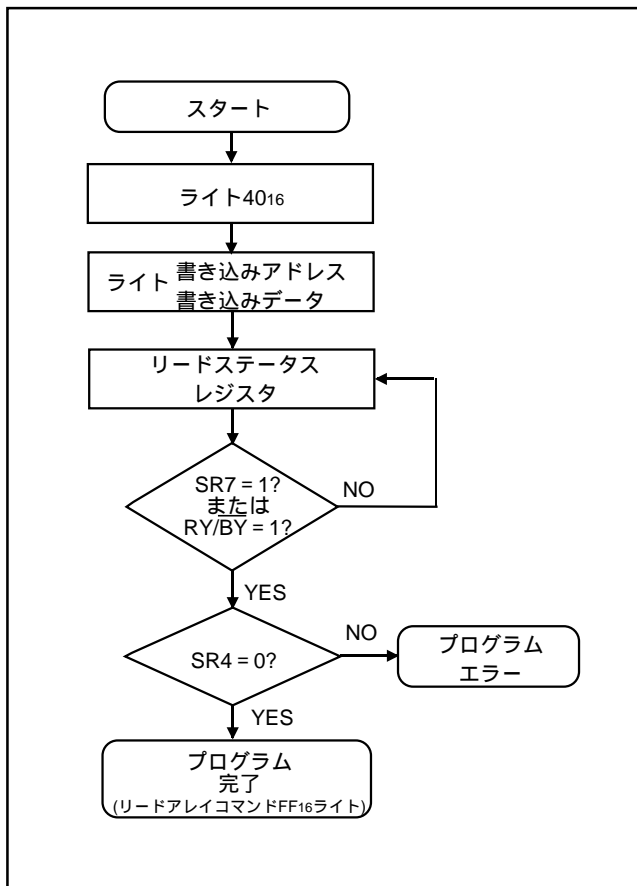 スタート
ライト4016
ライト 書き込みアドレス
書き込みデータ
リードステータス
レジスタ
SR7 = 1?
または
RY/BY = 1?
NO
YES
SR4 = 0?
NO
プログラム
エラー
YES
プログラム
完了
(リードアレイコマンドFF16ライト)